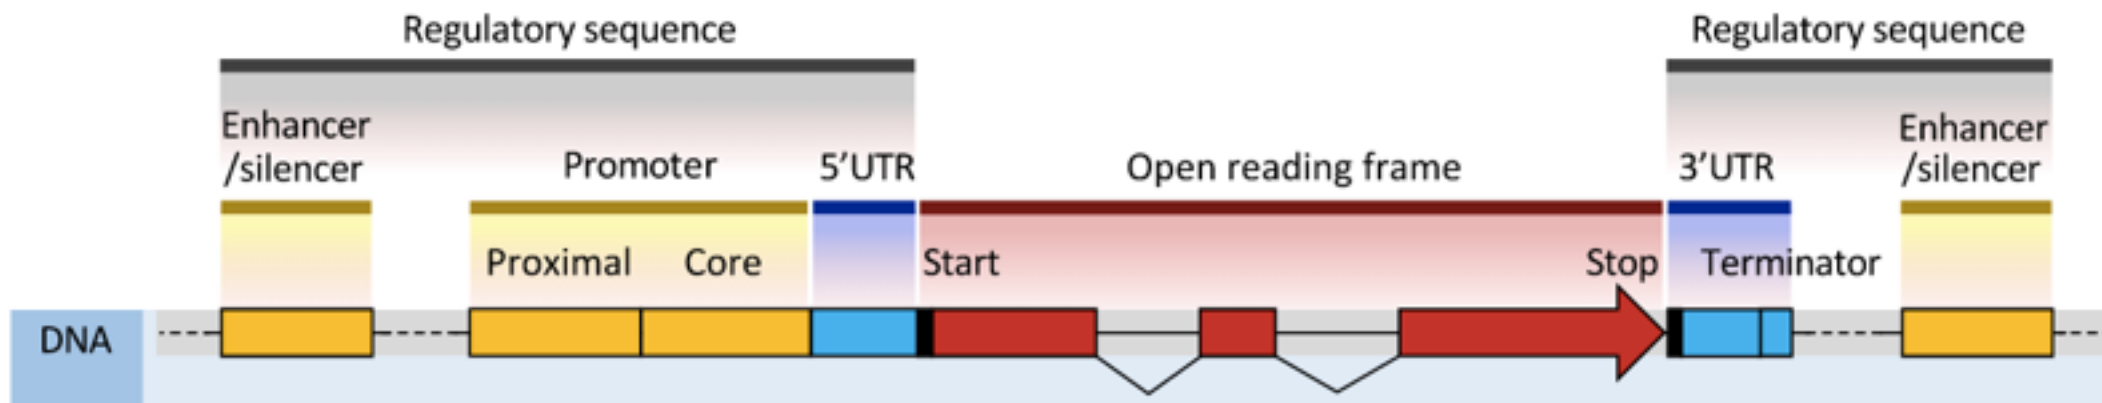 Regulatory sequence
Regulatory sequence
Enhancer
/silencer
Promoter
5’UTR
Open reading frame
3’UTR
Enhancer
/silencer
Proximal
Core
Start
Stop
Terminator
DNA